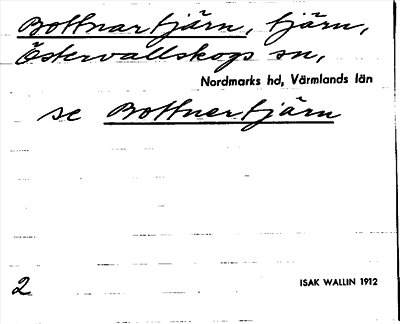 Bottnartjärn, tjärn,
Östervallskogs sn,
Nordmarks hd, Värmlands län
se Bottnertjärn
2
ISAK WALLIN 1912